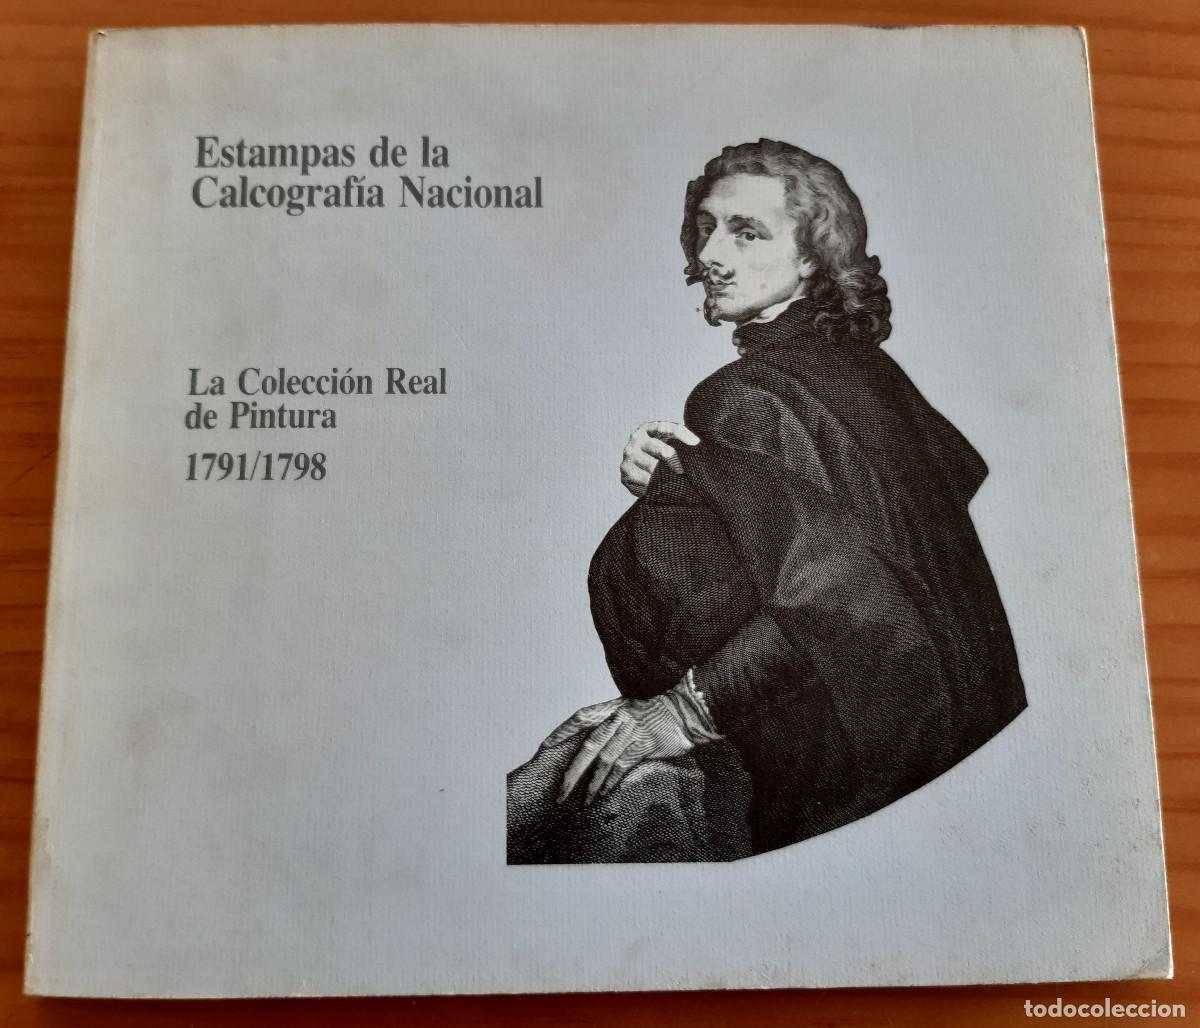 Estampas de la
Calcografía Nacional
La Colección Real
de Pintura
1791/1798
todocoleccion